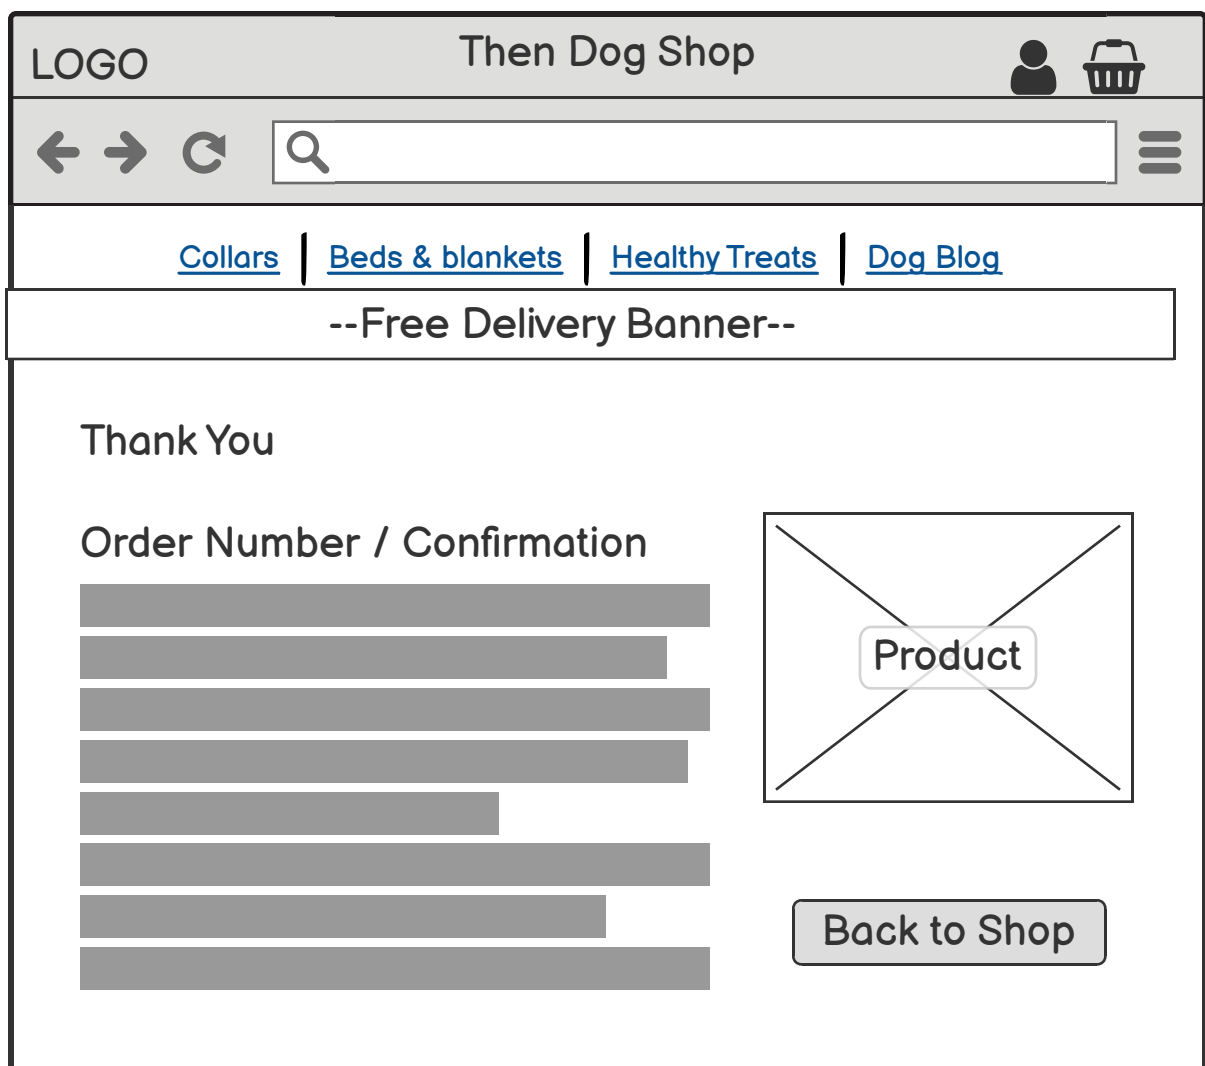 LOGO
Then Dog Shop
Collars | Beds & blankets | Healthy Treats | Dog Blog
--Free Delivery Banner--
Thank You
Order Number / Confirmation
Product
Back to Shop